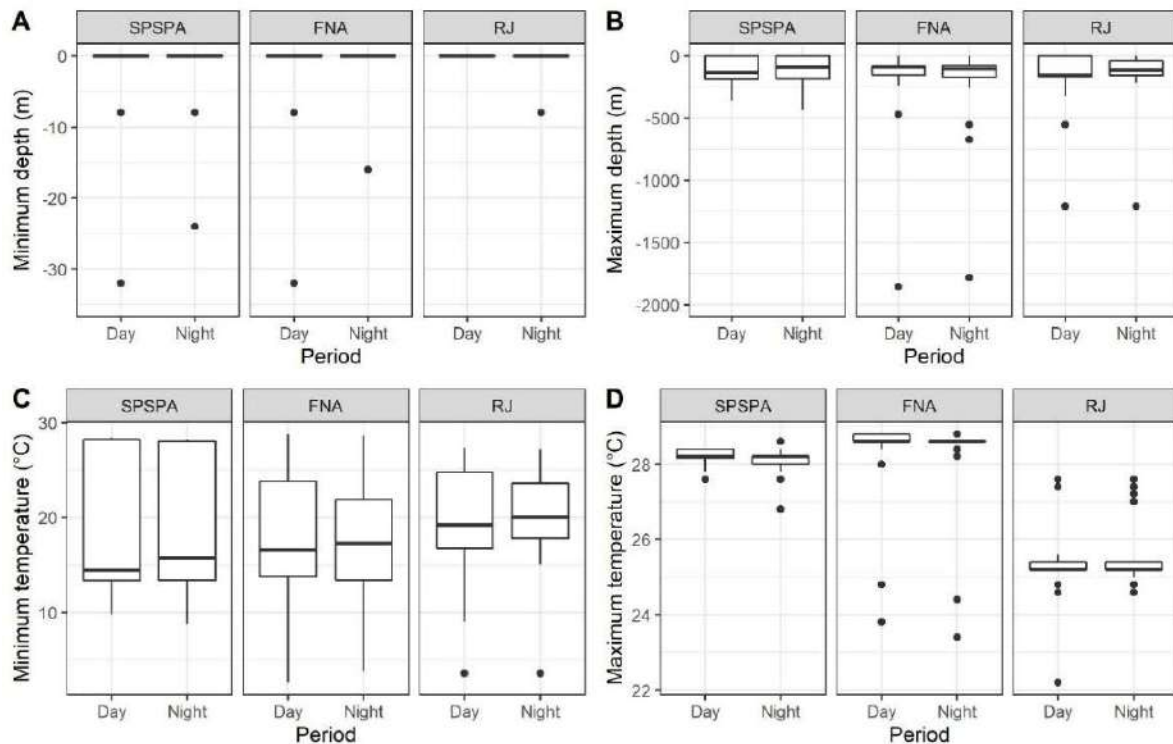 A
SPSPA FNA RJ
Minimum depth (m)
0
-10
-20
-30
Day Night Day Night Day Night
Period
B
SPSPA FNA RJ
Maximum depth (m)
0
-500
-1000
-1500
-2000
Day Night Day Night Day Night
Period
C
SPSPA FNA RJ
Minimum temperature (°C)
30
20
10
Day Night Day Night Day Night
Period
D
SPSPA FNA RJ
Maximum temperature (°C)
28
26
24
22
Day Night Day Night Day Night
Period